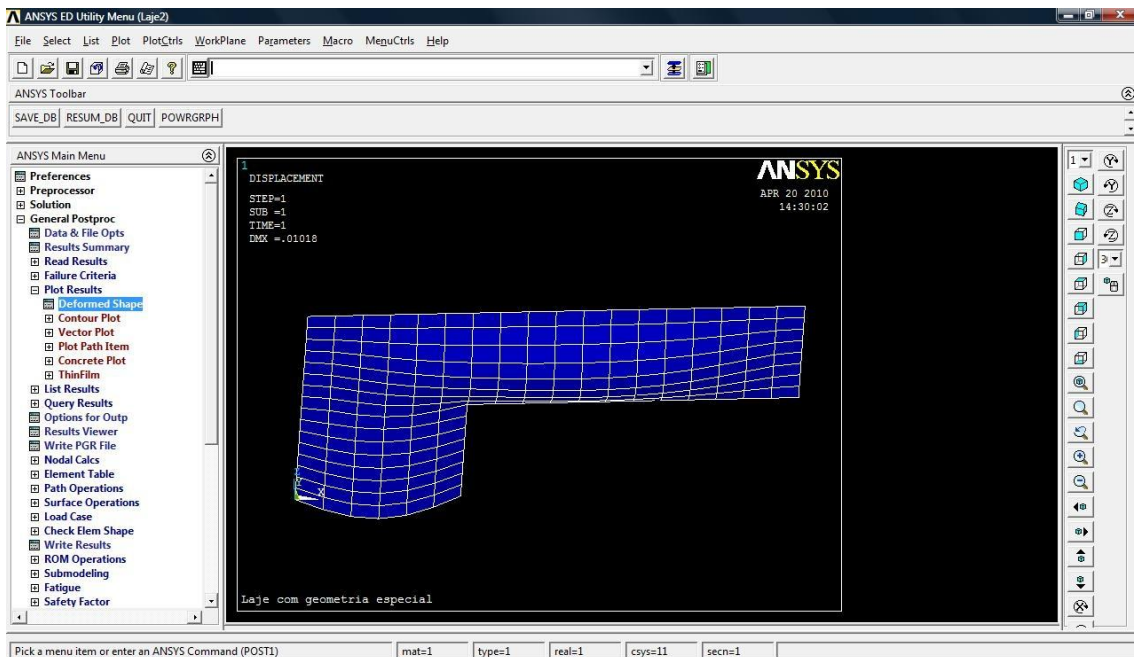 ANSYS ED Utility Menu (Laje2)
File Select List Plot PlotCtrls WorkPlane Parameters Macro MenuCtrls Help
ANSYS Toolbar
SAVE_DB RESUM_DB QUIT POWRGRPH
ANSYS Main Menu
Preferences
Preprocessor
Solution
General Postproc
Data & File Opts
Results Summary
Read Results
Failure Criteria
Plot Results
Deformed Shape
Contour Plot
Vector Plot
Plot Path Item
Concrete Plot
ThinFilm
List Results
Query Results
Options for Outp
Results Viewer
Write PGR File
Nodal Calcs
Element Table
Path Operations
Surface Operations
Load Case
Check Elem Shape
Write Results
ROM Operations
Submodeling
Fatigue
Safety Factor
1
DISPLACEMENT
STEP=1
SUB =1
TIME=1
DMX =.01018
ANSYS
APR 20 2010
14:30:02
Y
X
Laje com geometria especial
1
Pick a menu item or enter an ANSYS Command (POST1)
mat=1
type=1
real=1
csys=11
secn=1